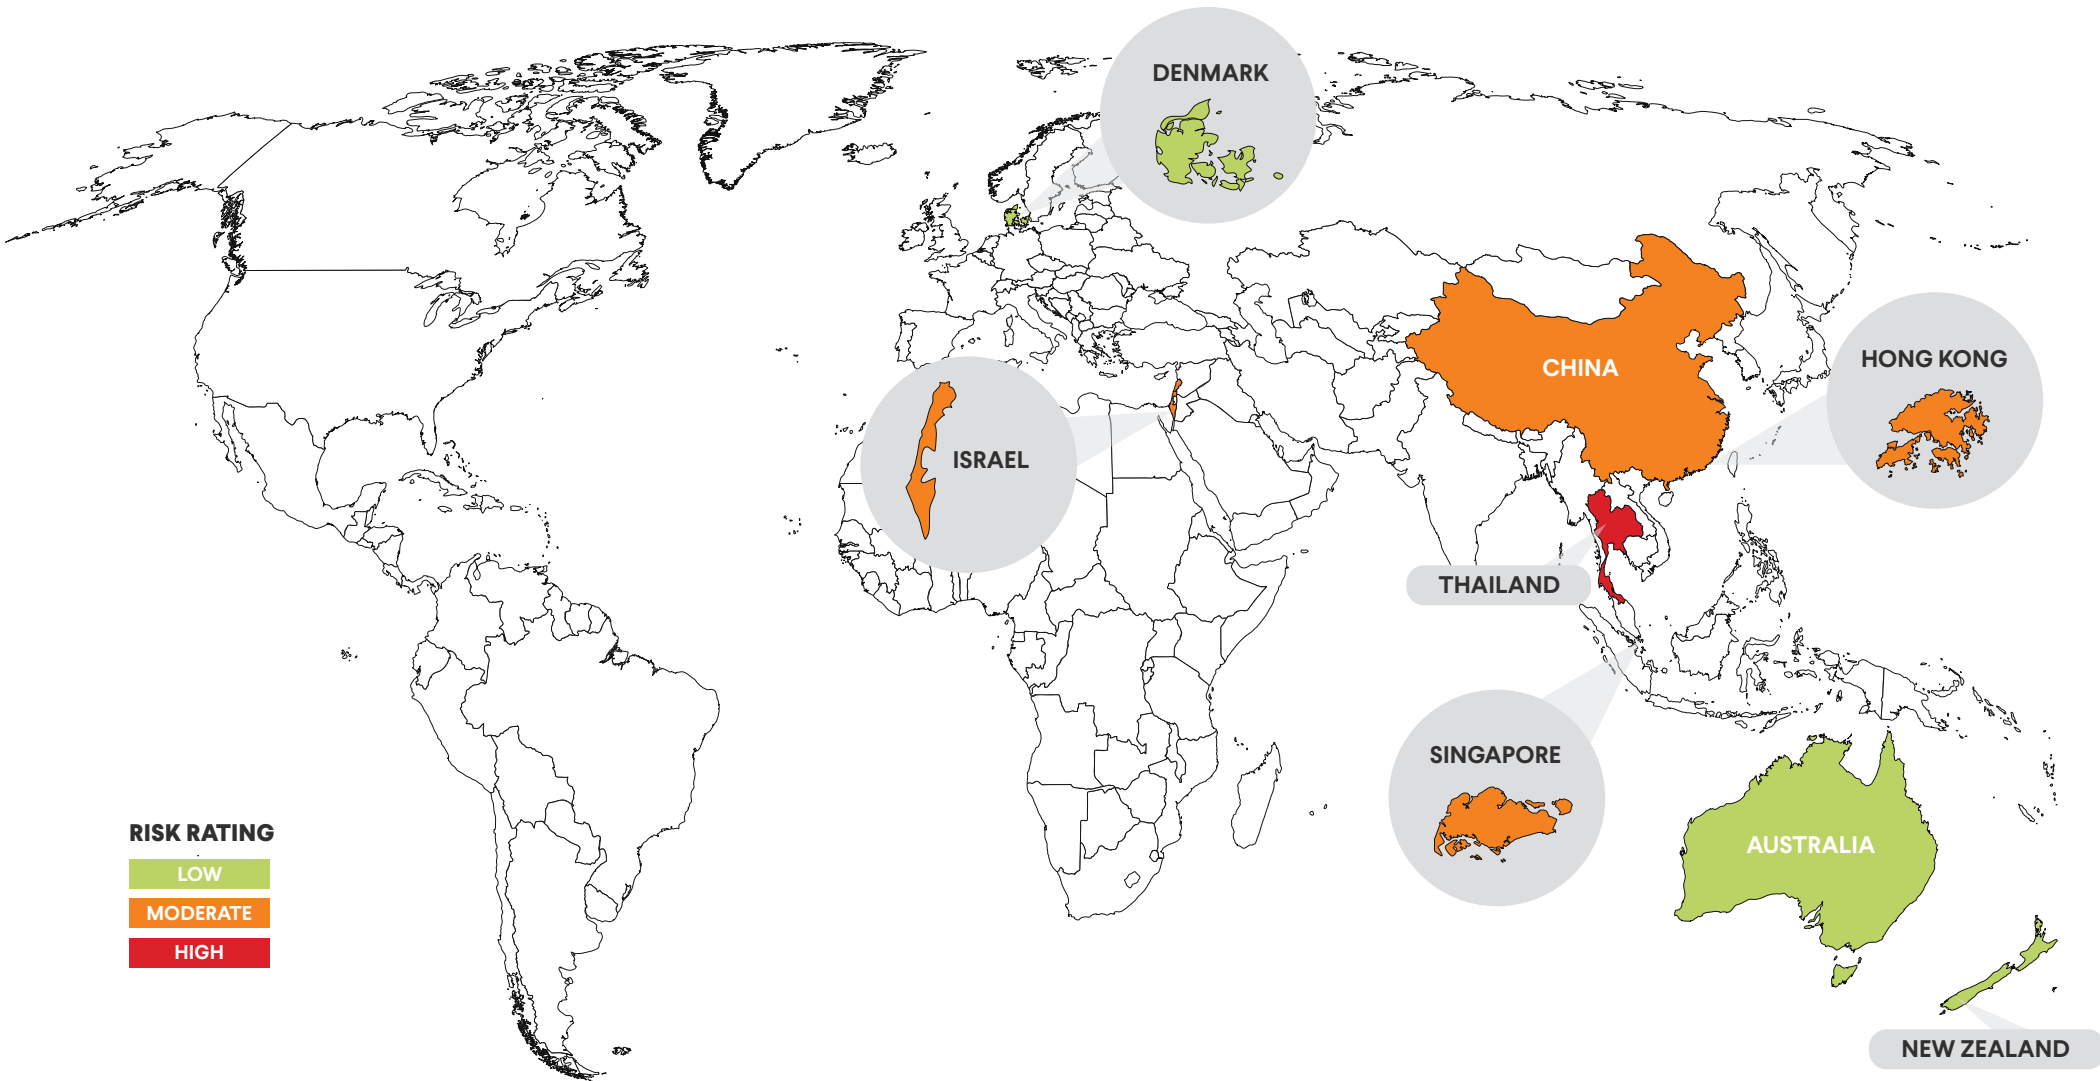 DENMARK
CHINA
HONG KONG
ISRAEL
THAILAND
SINGAPORE
AUSTRALIA
RISK RATING
LOW
MODERATE
HIGH
NEW ZEALAND